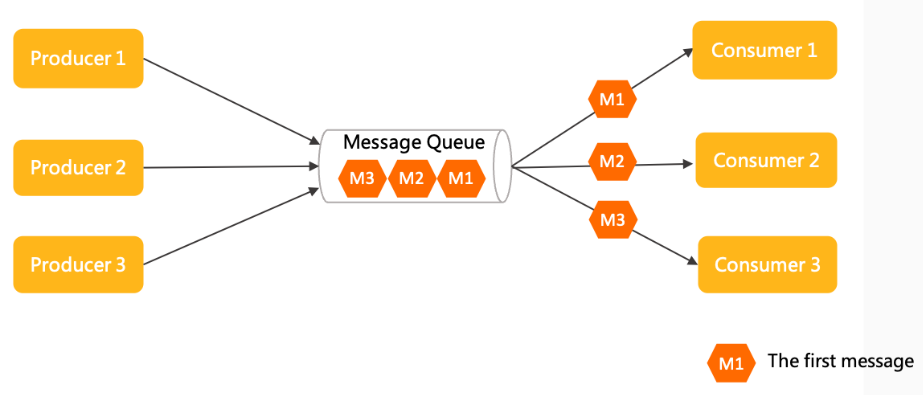 Producer 1
Producer 2
Producer 3
Message Queue
M3 M2 M1
M1
M2
M3
Consumer 1
Consumer 2
Consumer 3
M1 The first message